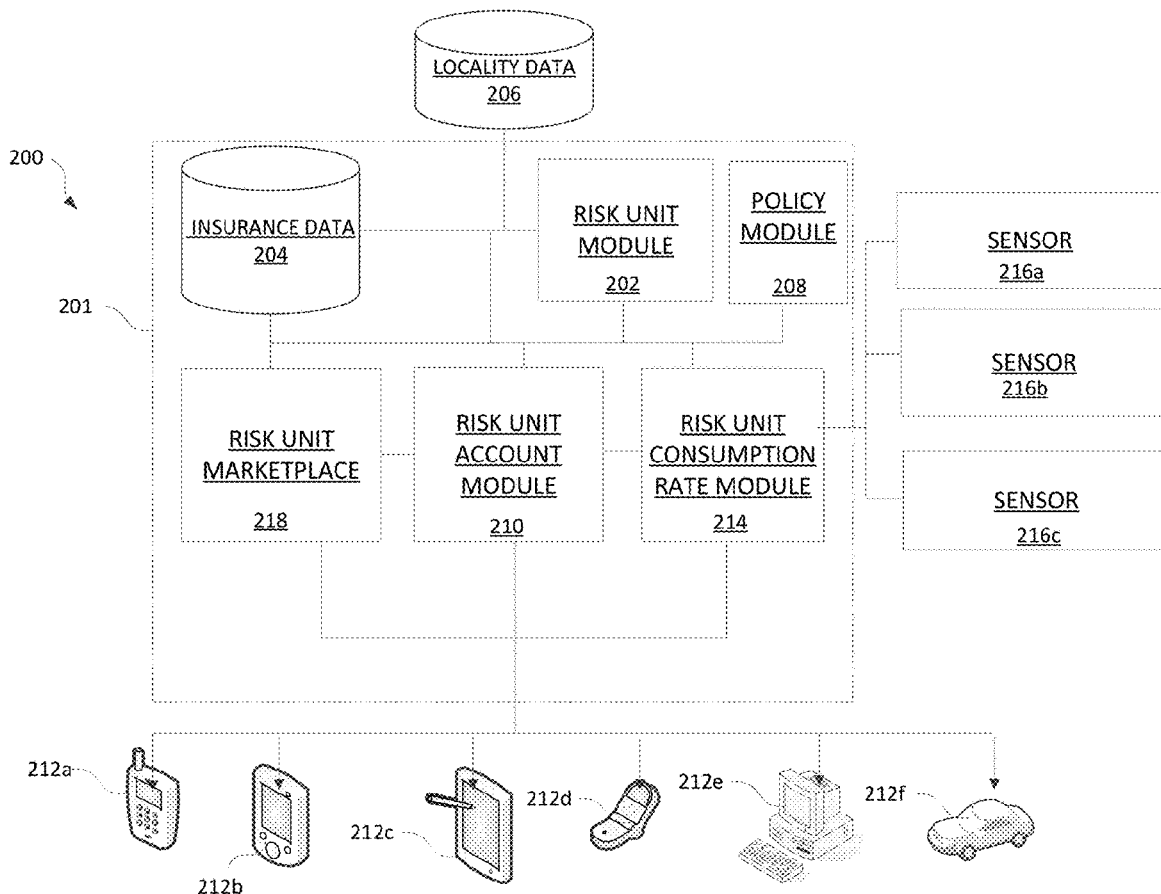 LOCALITY DATA
206
200
INSURANCE DATA
204
RISK UNIT
MODULE
202
POLICY
MODULE
208
SENSOR
216a
201
SENSOR
216b
RISK UNIT
MARKETPLACE
218
RISK UNIT
ACCOUNT
MODULE
210
RISK UNIT
CONSUMPTION
RATE MODULE
214
SENSOR
216c
212a
212b
212c
212d
212e
212f